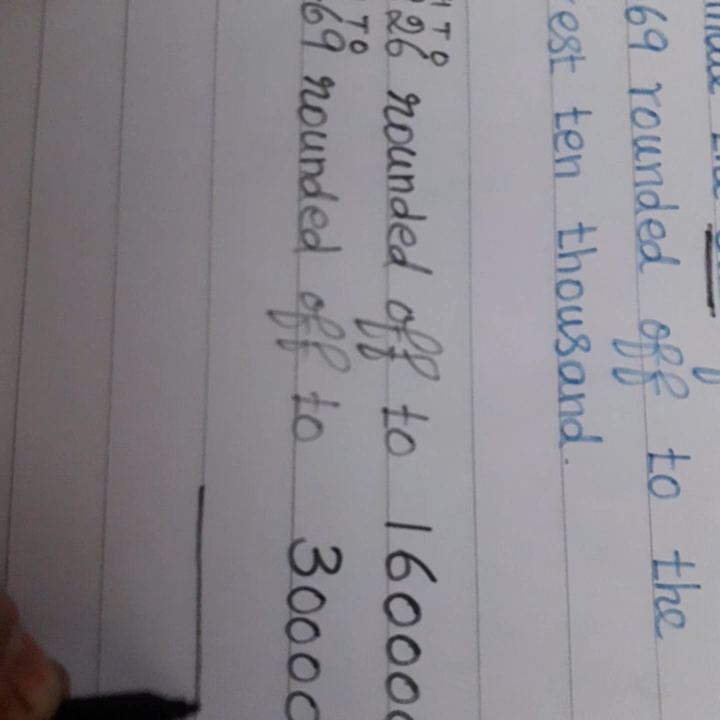 69 rounded off to the
est ten thousand.
H T O
26 rounded off to 16000
T O
69 rounded off to 3000